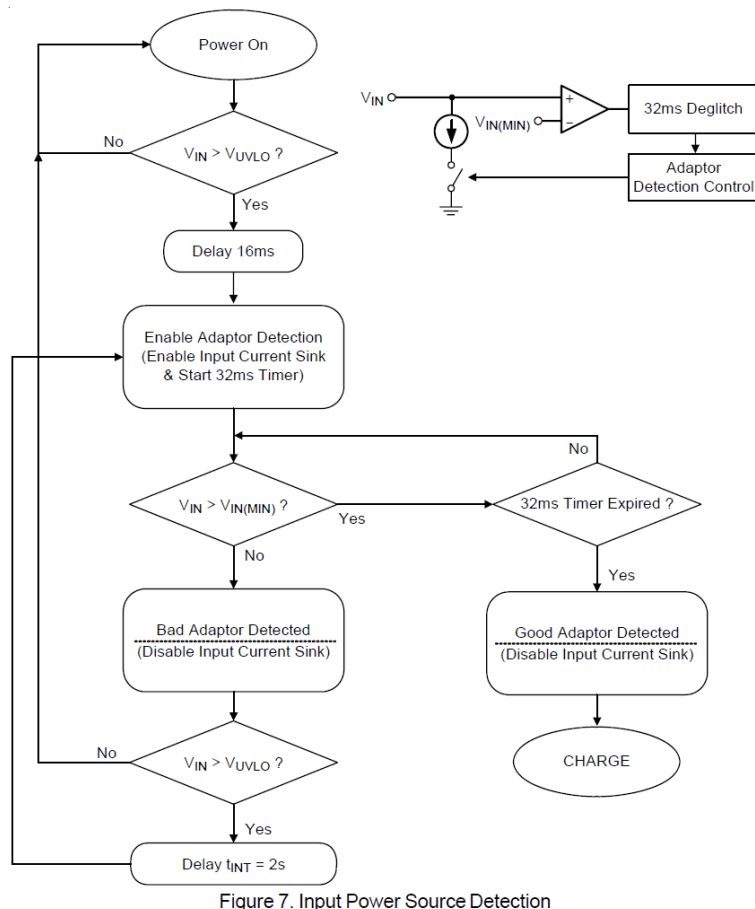 Power On
No
VIN > VUVLO ?
Yes
Delay 16ms
Enable Adaptor Detection
(Enable Input Current Sink
& Start 32ms Timer)
VIN > VIN(MIN) ?
Yes
No
32ms Timer Expired ?
No
Yes
Bad Adaptor Detected
(Disable Input Current Sink)
Good Adaptor Detected
(Disable Input Current Sink)
No
VIN > VUVLO ?
Yes
CHARGE
Delay tINT = 2s
VIN
VIN(MIN)
+
−
32ms Deglitch
Adaptor
Detection Control
Figure 7. Input Power Source Detection